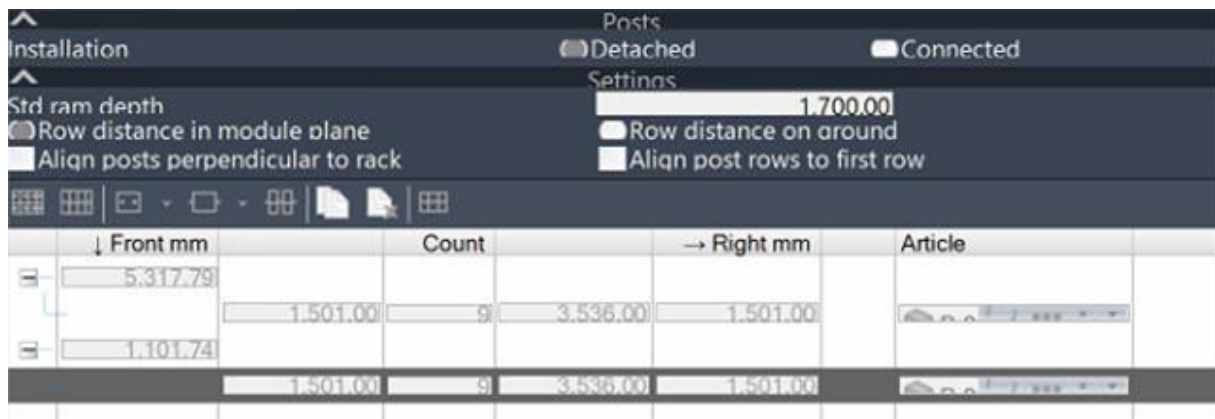 Posts
Installation Detached Connected
Settings
Std ram depth 1.700.00
Row distance in module plane Row distance on ground
Align posts perpendicular to rack Align post rows to first row
↓ Front mm Count → Right mm Article
5.317.79
1.501.00 9 3.536.00 1.501.00
1.101.74
1.501.00 9 3.536.00 1.501.00